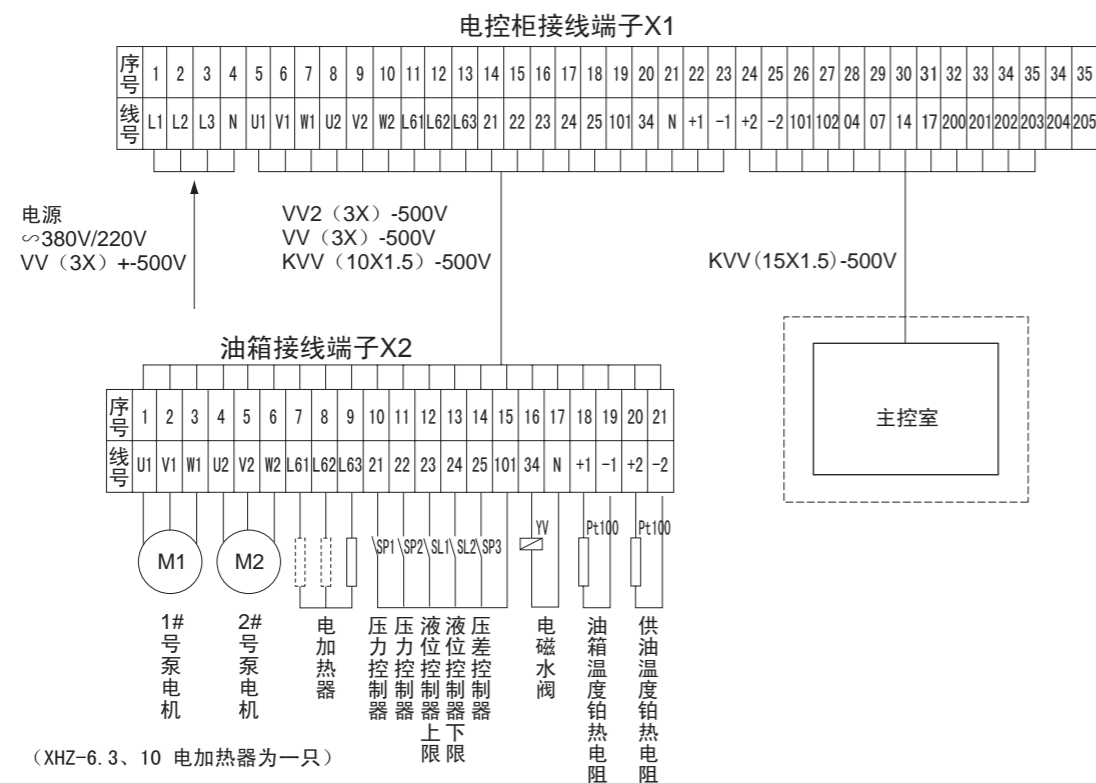 电控柜接线端子X1
序号 1 2 3 4 5 6 7 8 9 10 11 12 13 14 15 16 17 18 19 20 21 22 23 24 25 26 27 28 29 30 31 32 33 34 35 34 35
线号 L1 L2 L3 N U1 V1 W1 U2 V2 W2 L61 L62 L63 21 22 23 24 25 101 34 N +1 -1 +2 -2 101 102 04 07 14 17 200 201 202 203 204 205
电源
∽380V/220V
VV（3X）+-500V
VV2（3X）-500V
VV（3X）-500V
KVV（10X1.5）-500V
KVV(15X1.5)-500V
主控室
油箱接线端子X2
序号 1 2 3 4 5 6 7 8 9 10 11 12 13 14 15 16 17 18 19 20 21
线号 U1 V1 W1 U2 V2 W2 L61 L62 L63 21 22 23 24 25 101 34 N +1 -1 +2 -2
M1 M2 SP1 SP2 SL1 SL2 SP3 YV Pt100 Pt100
1#号泵电机
2#号泵电机
电加热器
压力控制器
压力控制器
液位控制器上限
液位控制器下限
压差控制器
电磁水阀
油箱温度铂热电阻
供油温度铂热电阻
（XHZ-6.3、10 电加热器为一只）